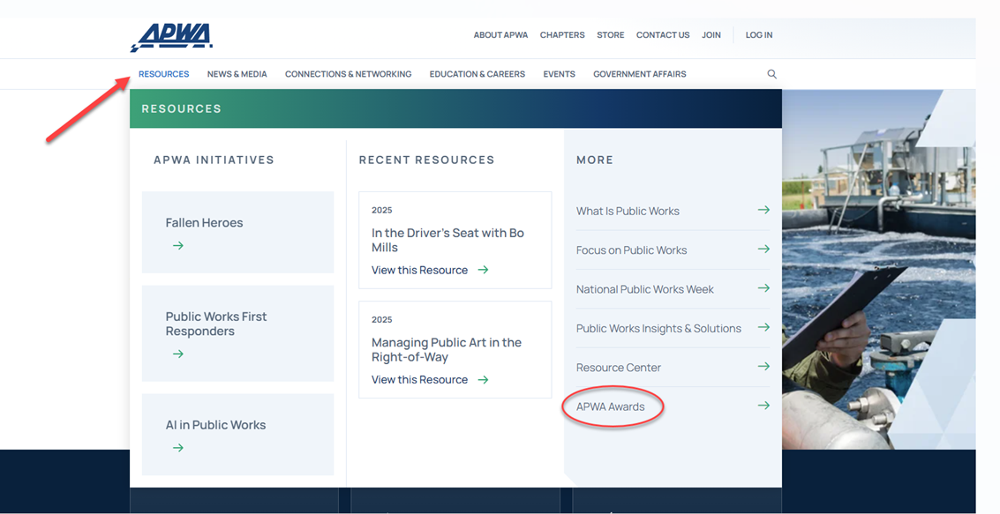 APWA
ABOUT APWA CHAPTERS STORE CONTACT US JOIN LOG IN
RESOURCES NEWS & MEDIA CONNECTIONS & NETWORKING EDUCATION & CAREERS EVENTS GOVERNMENT AFFAIRS
RESOURCES
APWA INITIATIVES
Fallen Heroes
Public Works First
Responders
AI in Public Works
RECENT RESOURCES
2025
In the Driver's Seat with Bo
Mills
View this Resource
2025
Managing Public Art in the
Right-of-Way
View this Resource
MORE
What Is Public Works
Focus on Public Works
National Public Works Week
Public Works Insights & Solutions
Resource Center
APWA Awards